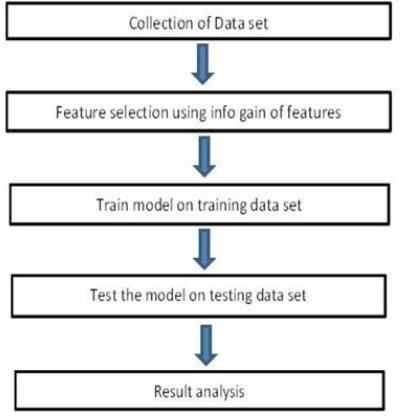 Collection of Data set
Feature selection using info gain of features
Train model on training data set
Test the model on testing data set
Result analysis